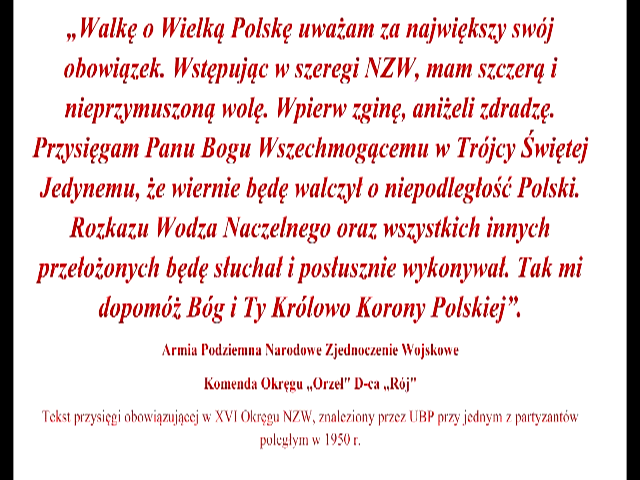 „Walkę o Wielką Polskę uważam za największy swój
obowiązek. Wstępując w szeregi NZW, mam szczerą i
nieprzymuszoną wolę. Wpierw zginę, aniżeli zdradzę.
Przysięgam Panu Bogu Wszechmogącemu w Trójcy Świętej
Jedynemu, że wiernie będę walczył o niepodległość Polski.
Rozkazu Wodza Naczelnego oraz wszystkich innych
przełożonych będę słuchał i posłusznie wykonywał. Tak mi
dopomóż Bóg i Ty Królowo Korony Polskiej”.
Armia Podziemna Narodowe Zjednoczenie Wojskowe
Komenda Okręgu „Orzeł" D-ca „Rój"
Tekst przysięgi obowiązującej w XVI Okręgu NZW, znaleziony przez UBP przy jednym z partyzantów
poległym w 1950 r.